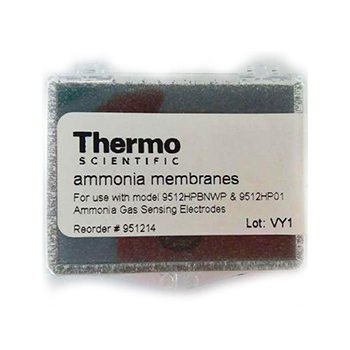 Thermo
SCIENTIFIC
ammonia membranes
For use with model 9512HPBNWP & 9512HP01
Ammonia Gas Sensing Electrodes
Reorder # 951214
Lot: VY1